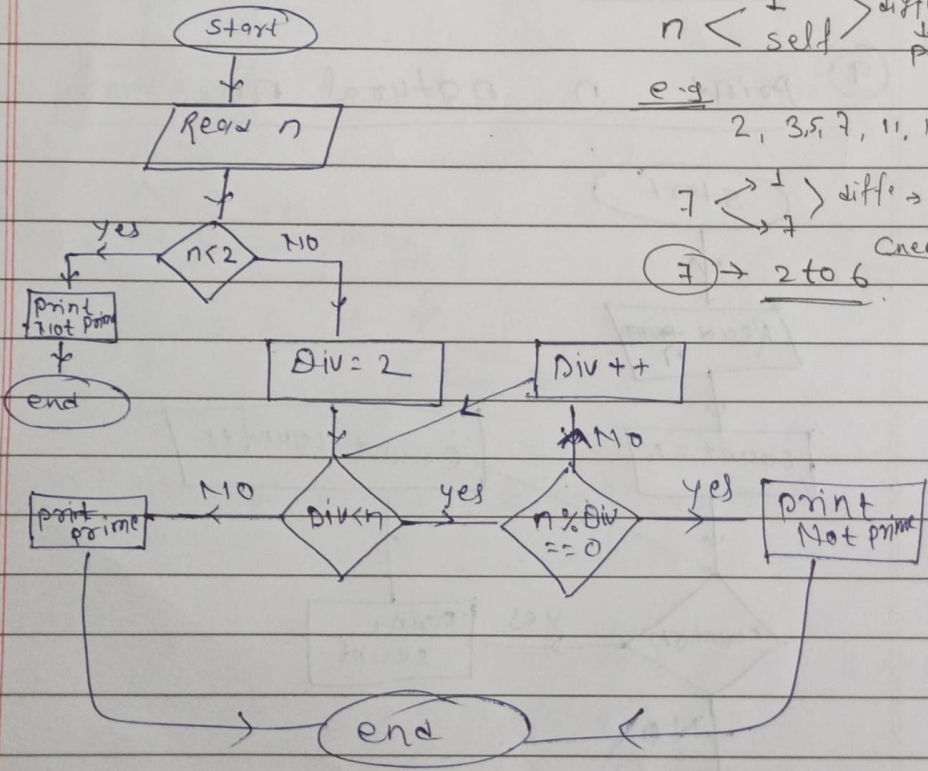 Start
Read n
n<2
yes
NO
print
Not prime
end
Div = 2
Div ++
NO
Div<n
NO
yes
n % Div
== 0
yes
print
prime
print
Not prime
end
n < 1
self
e.g
2, 3, 5, 7, 11,
7
1
7
diffe →
7 → 2 to 6